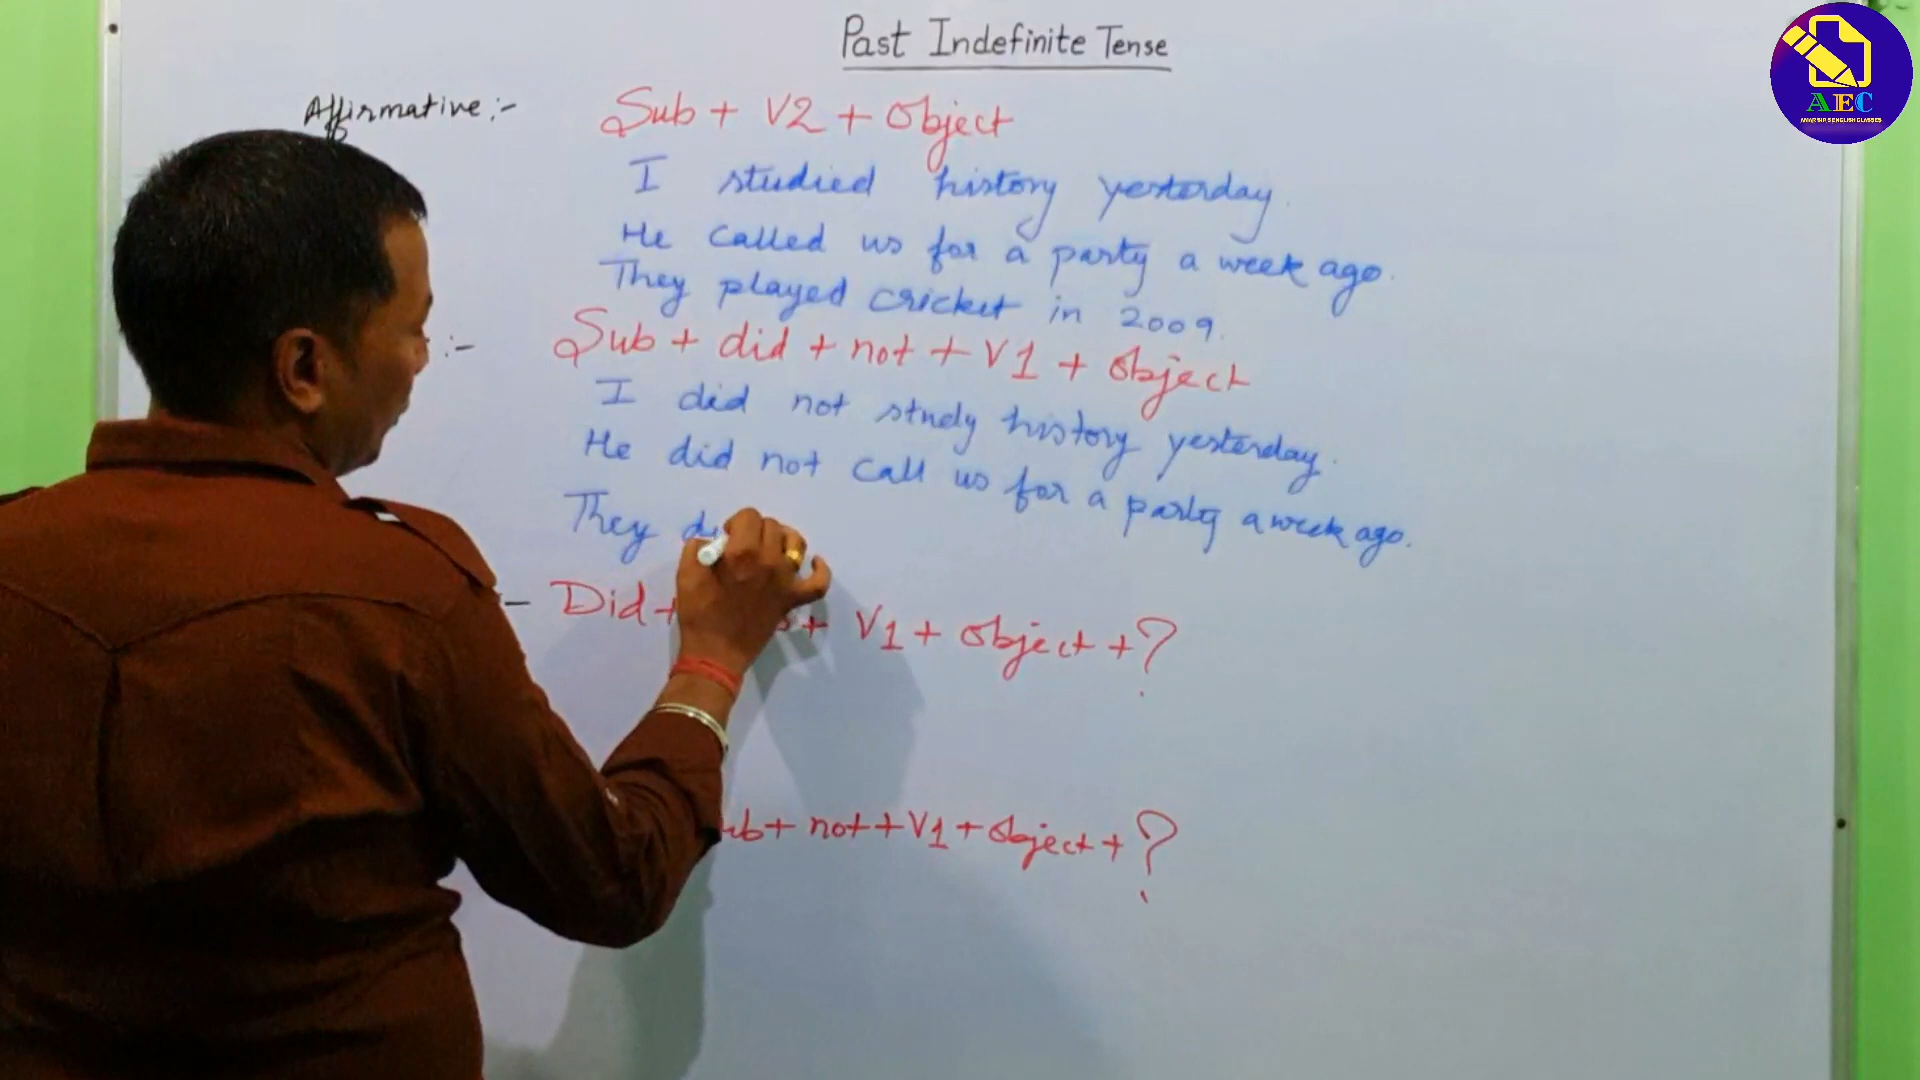 Past Indefinite Tense
Affirmative :-
Sub + V2 + Object
I studied history yesterday.
He called us for a party a week ago.
They played cricket in 2009.
:-
Sub + did + not + V1 + Object
I did not study history yesterday.
He did not call us for a party a week ago.
They
Did + + V1 + Object + ?
+ not + V1 + Object + ?
AEC